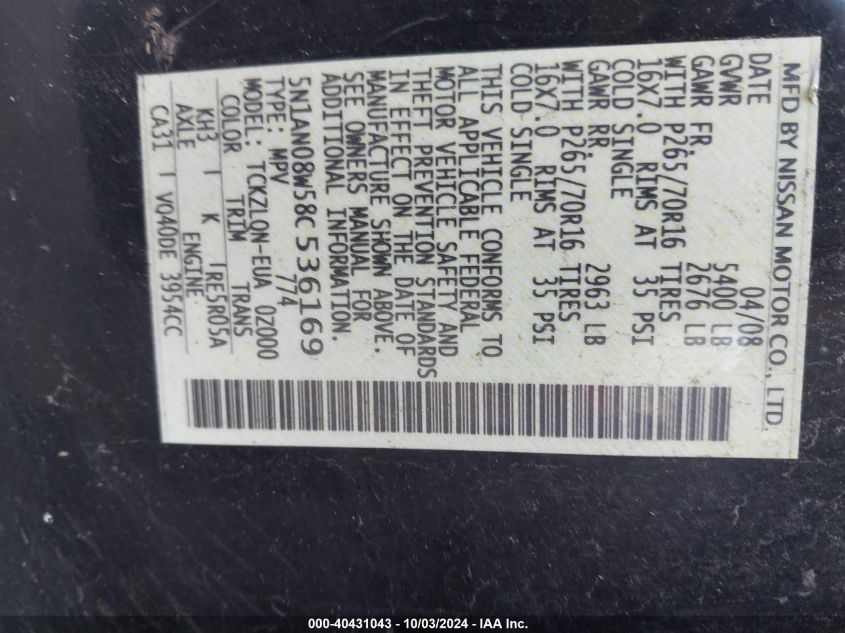 MFD BY NISSAN MOTOR CO., LTD.
DATE 04/08
GVWR 5400 LB
GAWR FR. 2676 LB
WITH P265/70R16 TIRES
16X7.0 RIMS AT 35 PSI
COLD SINGLE
GAWR RR. 2963 LB
WITH P265/70R16 TIRES
16X7.0 RIMS AT 35 PSI
COLD SINGLE
THIS VEHICLE CONFORMS TO
ALL APPLICABLE FEDERAL
MOTOR VEHICLE SAFETY AND
THEFT PREVENTION STANDARDS
IN EFFECT ON THE DATE OF
MANUFACTURE SHOWN ABOVE.
SEE OWNERS MANUAL FOR
ADDITIONAL INFORMATION.
5N1AN08W58C536169
TYPE: MPV 774
MODEL: TCKZLQN-EUA 0Z000
COLOR TRIM TRANS
KH3 | K |RE5R05A
AXLE ENGINE
CA31 | VQ40DE 3954CC
000-40431043 - 10/03/2024 - IAA Inc.